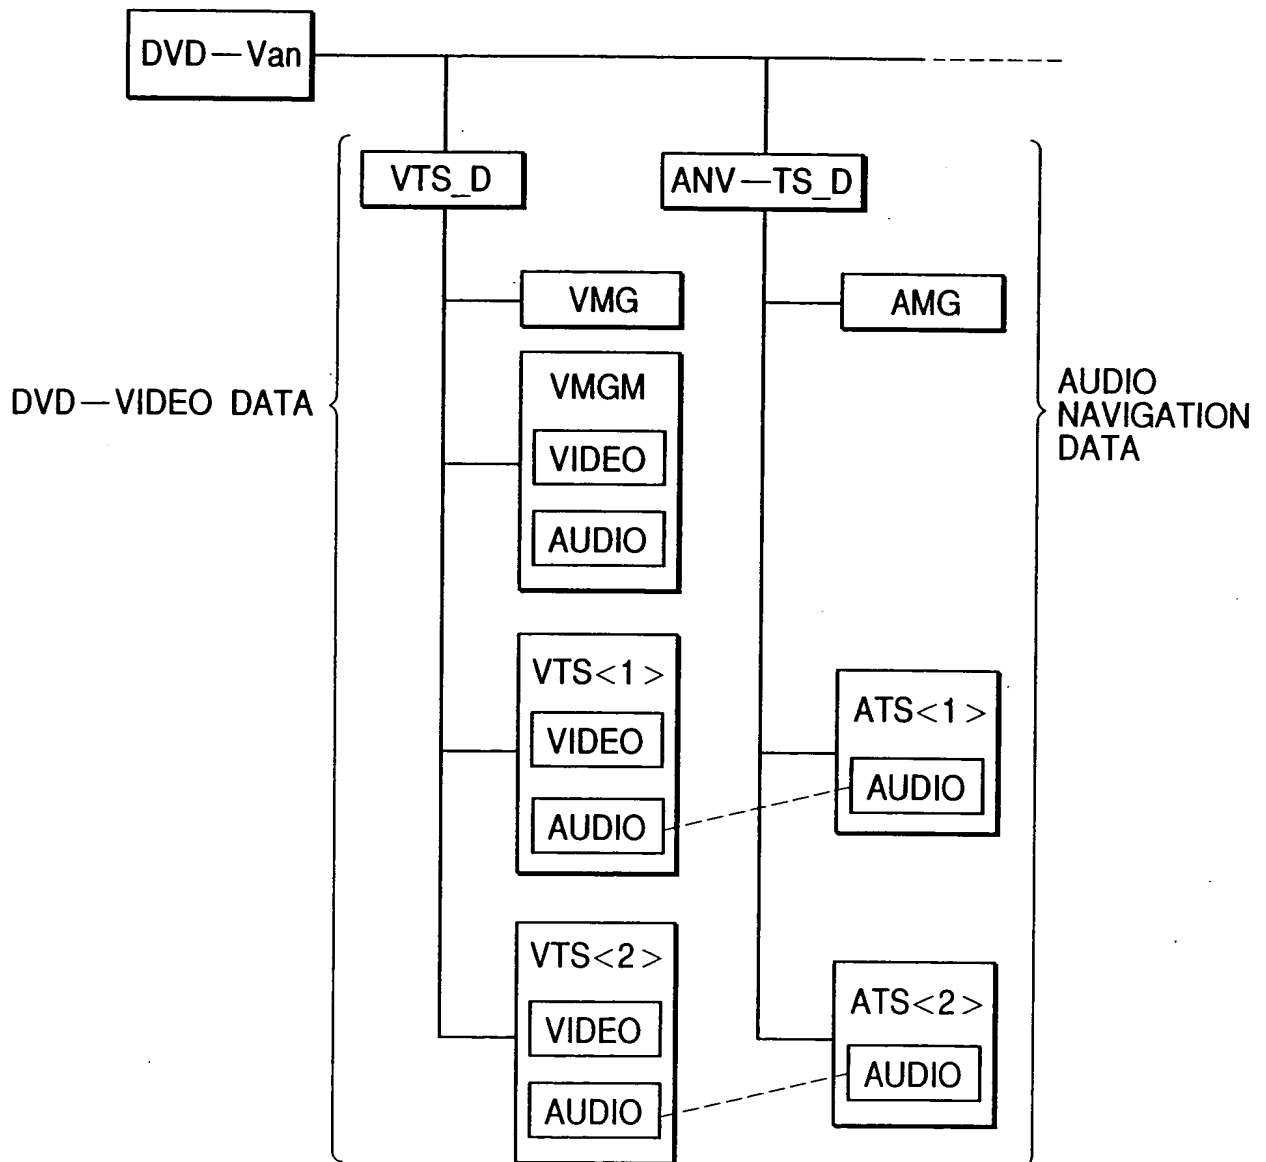 DVD—Van
VTS_D
ANV—TS_D
VMG
AMG
VMGM
VIDEO
AUDIO
DVD—VIDEO DATA
AUDIO
NAVIGATION
DATA
VTS<1>
VIDEO
AUDIO
ATS<1>
AUDIO
VTS<2>
VIDEO
AUDIO
ATS<2>
AUDIO